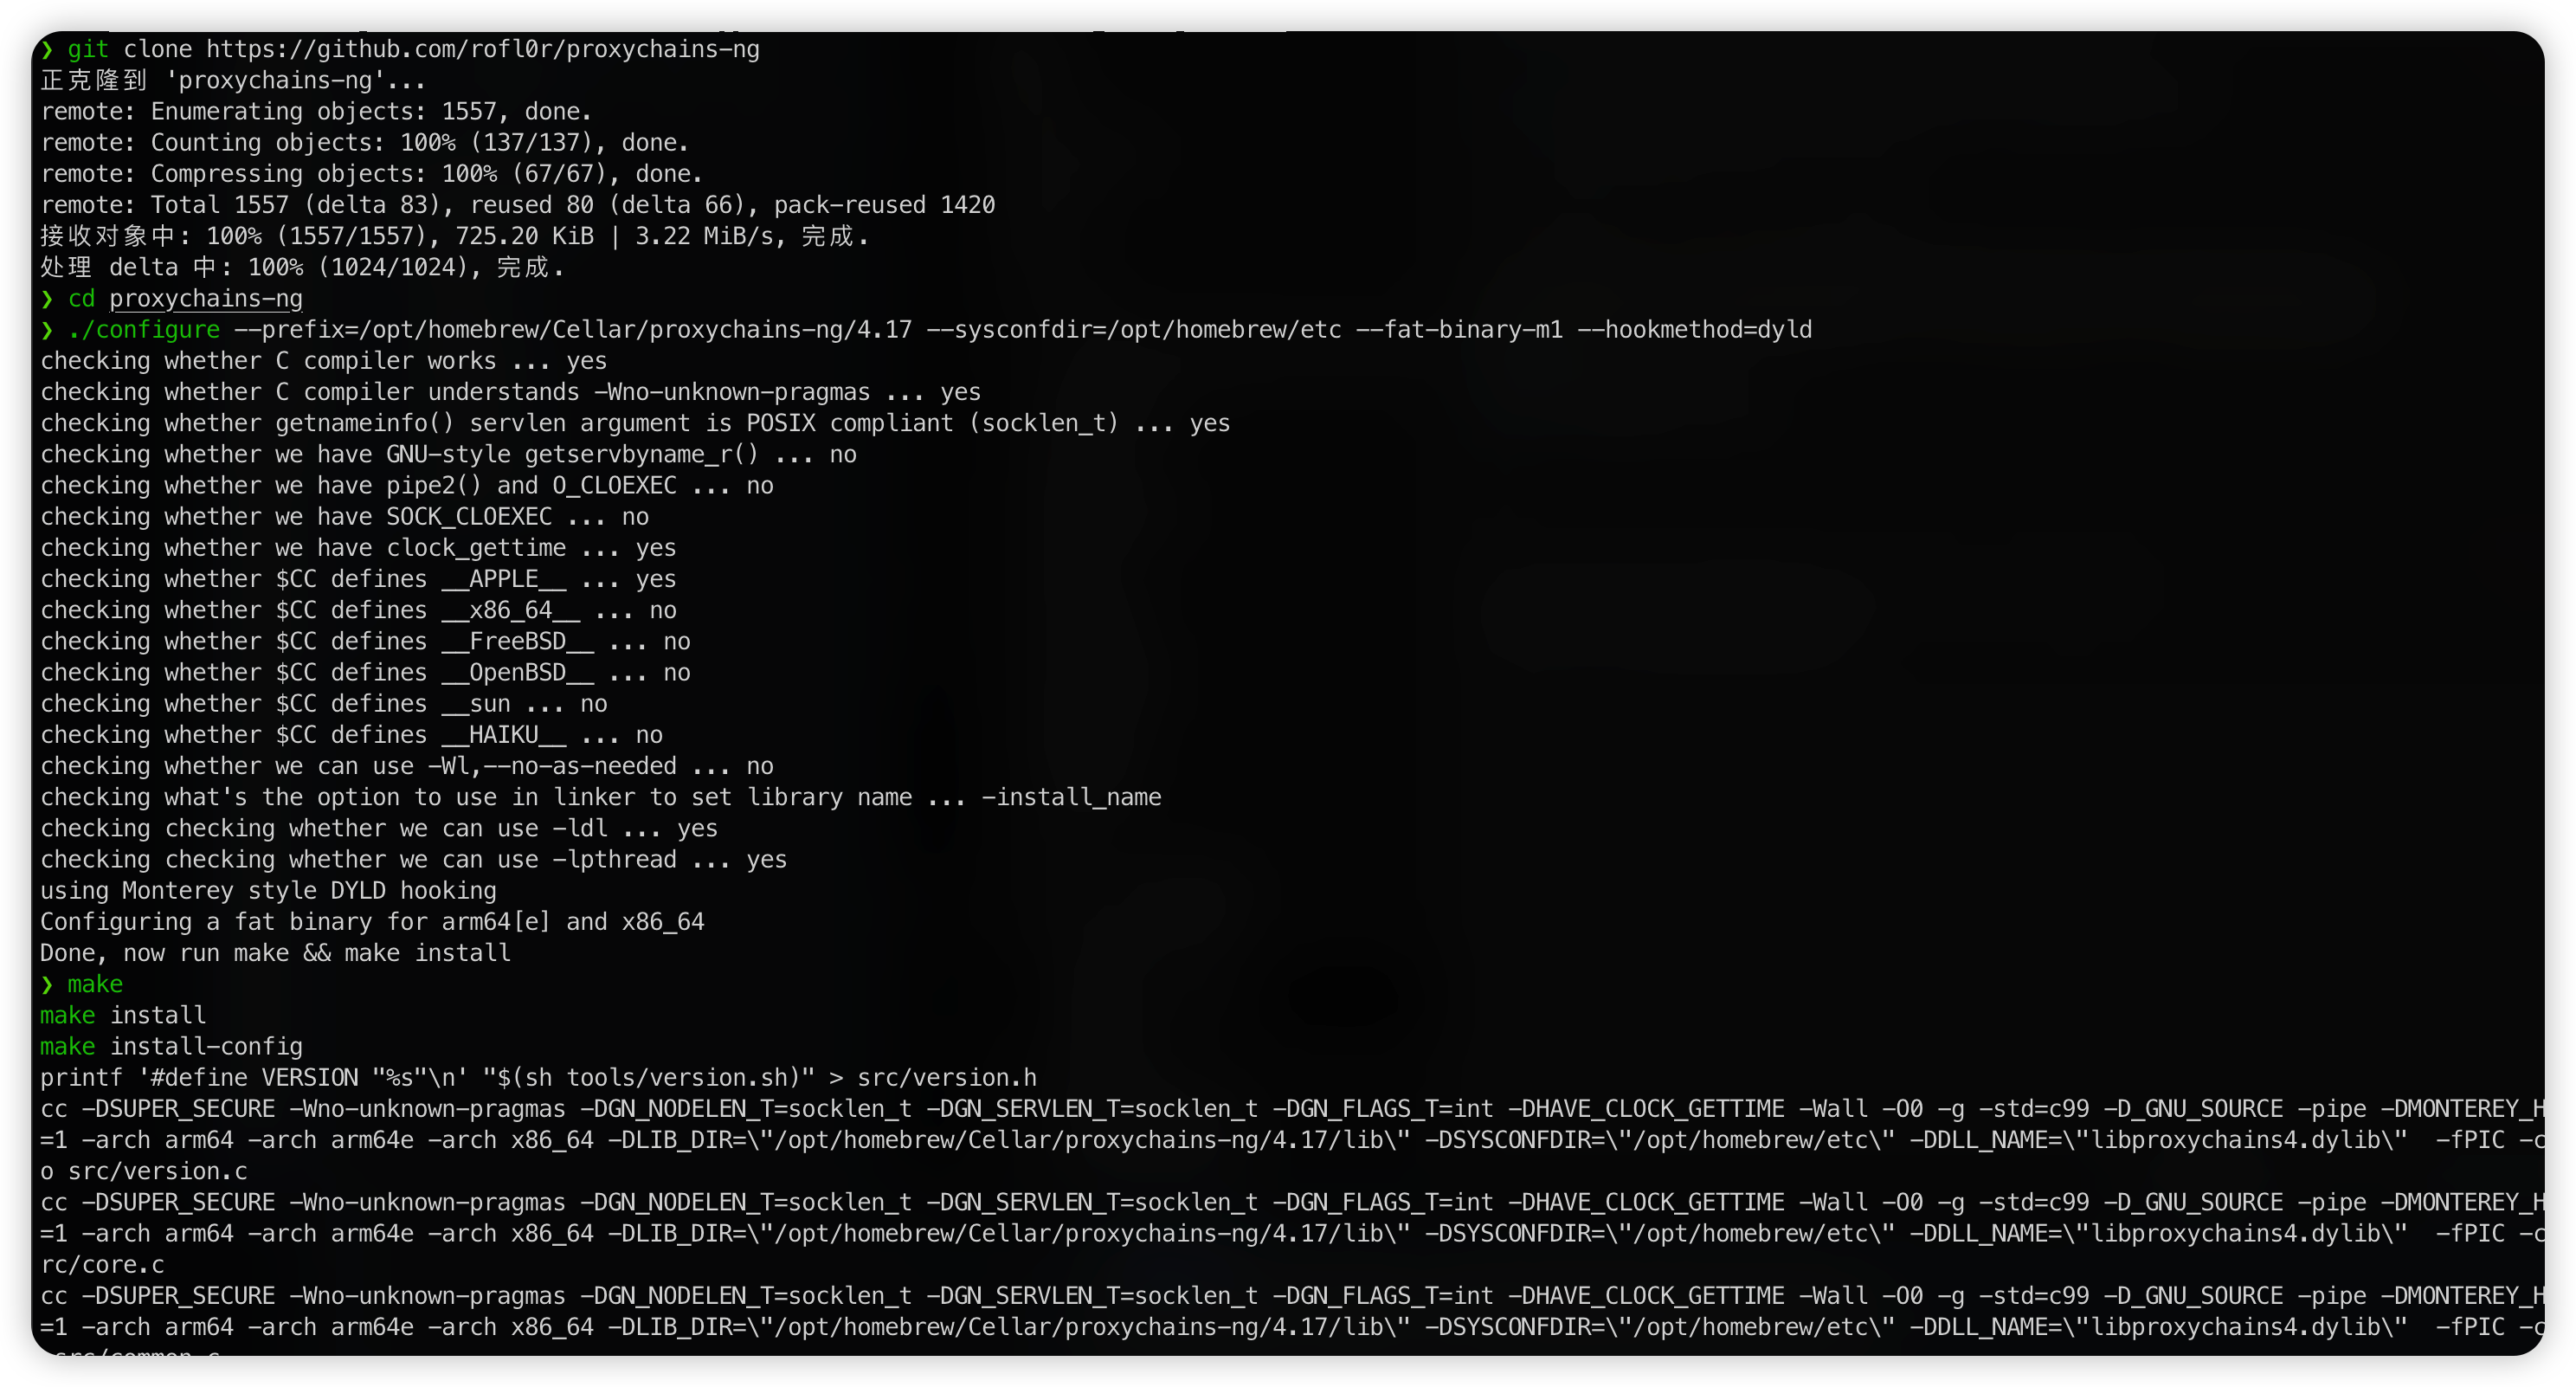 ❯ git clone https://github.com/rofl0r/proxychains-ng
正克隆到 'proxychains-ng'...
remote: Enumerating objects: 1557, done.
remote: Counting objects: 100% (137/137), done.
remote: Compressing objects: 100% (67/67), done.
remote: Total 1557 (delta 83), reused 80 (delta 66), pack-reused 1420
接收对象中: 100% (1557/1557), 725.20 KiB | 3.22 MiB/s, 完成.
处理 delta 中: 100% (1024/1024), 完成.
❯ cd proxychains-ng
❯ ./configure --prefix=/opt/homebrew/Cellar/proxychains-ng/4.17 --sysconfdir=/opt/homebrew/etc --fat-binary-m1 --hookmethod=dyld
checking whether C compiler works ... yes
checking whether C compiler understands -Wno-unknown-pragmas ... yes
checking whether getnameinfo() servlen argument is POSIX compliant (socklen_t) ... yes
checking whether we have GNU-style getservbyname_r() ... no
checking whether we have pipe2() and O_CLOEXEC ... no
checking whether we have SOCK_CLOEXEC ... no
checking whether we have clock_gettime ... yes
checking whether $CC defines __APPLE__ ... yes
checking whether $CC defines __x86_64__ ... no
checking whether $CC defines __FreeBSD__ ... no
checking whether $CC defines __OpenBSD__ ... no
checking whether $CC defines __sun ... no
checking whether $CC defines __HAIKU__ ... no
checking whether we can use -Wl,--no-as-needed ... no
checking what's the option to use in linker to set library name ... -install_name
checking checking whether we can use -ldl ... yes
checking checking whether we can use -lpthread ... yes
using Monterey style DYLD hooking
Configuring a fat binary for arm64[e] and x86_64
Done, now run make && make install
❯ make
make install
make install-config
printf '#define VERSION "%s"\n' "$(sh tools/version.sh)" > src/version.h
cc -DSUPER_SECURE -Wno-unknown-pragmas -DGN_NODELEN_T=socklen_t -DGN_SERVLEN_T=socklen_t -DGN_FLAGS_T=int -DHAVE_CLOCK_GETTIME -Wall -O0 -g -std=c99 -D_GNU_SOURCE -pipe -DMONTEREY_H
=1 -arch arm64 -arch arm64e -arch x86_64 -DLIB_DIR=\"/opt/homebrew/Cellar/proxychains-ng/4.17/lib\" -DSYSCONFDIR=\"/opt/homebrew/etc\" -DDLL_NAME=\"libproxychains4.dylib\"  -fPIC -c
o src/version.c
cc -DSUPER_SECURE -Wno-unknown-pragmas -DGN_NODELEN_T=socklen_t -DGN_SERVLEN_T=socklen_t -DGN_FLAGS_T=int -DHAVE_CLOCK_GETTIME -Wall -O0 -g -std=c99 -D_GNU_SOURCE -pipe -DMONTEREY_H
=1 -arch arm64 -arch arm64e -arch x86_64 -DLIB_DIR=\"/opt/homebrew/Cellar/proxychains-ng/4.17/lib\" -DSYSCONFDIR=\"/opt/homebrew/etc\" -DDLL_NAME=\"libproxychains4.dylib\"  -fPIC -c
rc/core.c
cc -DSUPER_SECURE -Wno-unknown-pragmas -DGN_NODELEN_T=socklen_t -DGN_SERVLEN_T=socklen_t -DGN_FLAGS_T=int -DHAVE_CLOCK_GETTIME -Wall -O0 -g -std=c99 -D_GNU_SOURCE -pipe -DMONTEREY_H
=1 -arch arm64 -arch arm64e -arch x86_64 -DLIB_DIR=\"/opt/homebrew/Cellar/proxychains-ng/4.17/lib\" -DSYSCONFDIR=\"/opt/homebrew/etc\" -DDLL_NAME=\"libproxychains4.dylib\"  -fPIC -c
src/common.c